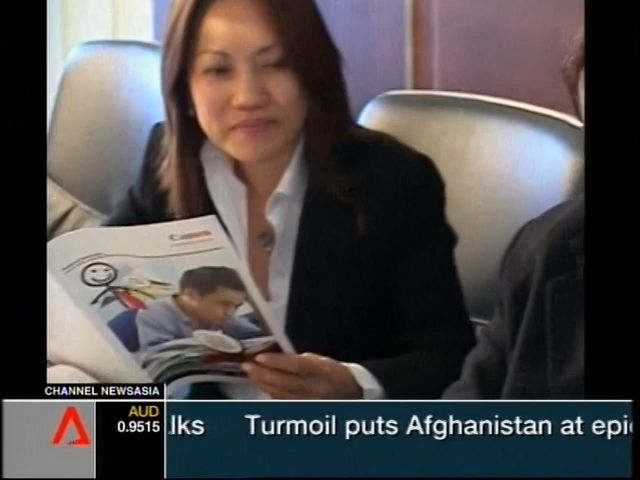 Canon
CHANNEL NEWSASIA
AUD
0.9515
lks Turmoil puts Afghanistan at epi